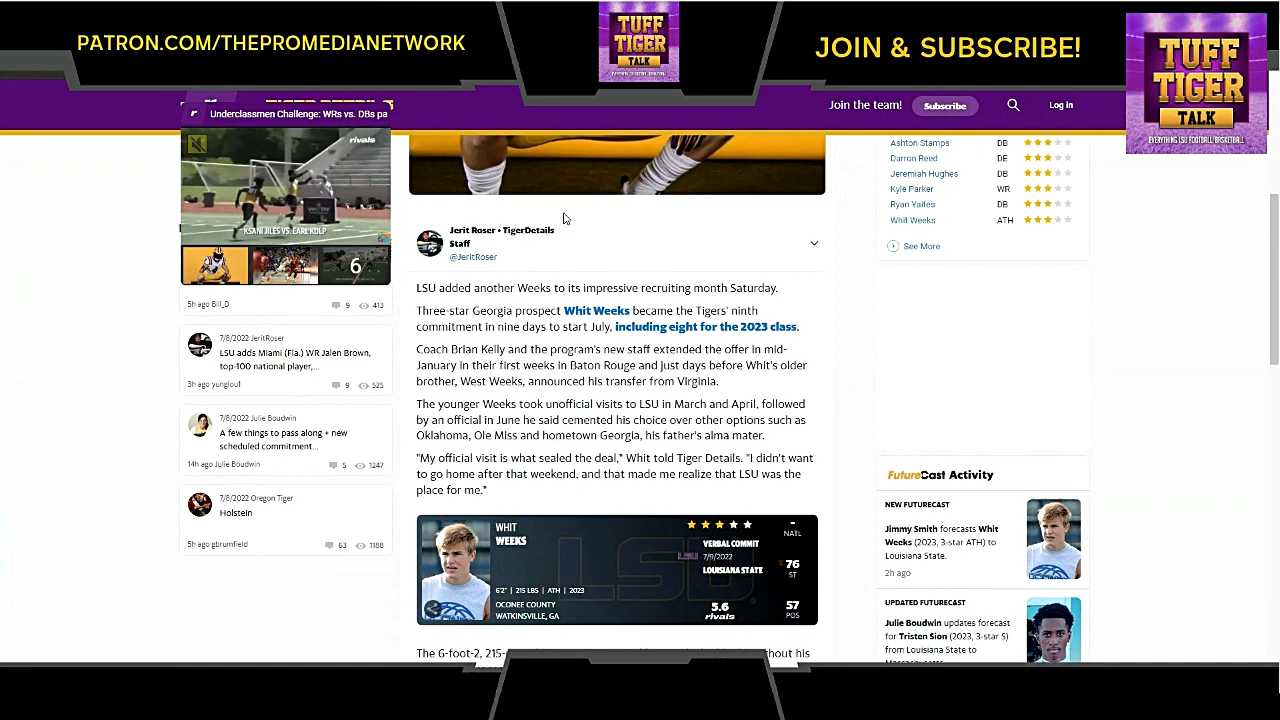 PATRON.COM/THEPROMEDIANETWORK
TUFF
TIGER
TALK
JOIN & SUBSCRIBE!
TUFF
TIGER
TALK
EVERYTHING LSU FOOTBALL/BASKETBALL
Join the team!
Subscribe
Log in
Underclassmen Challenge: WRs vs. DBs pa
rivals
KSANI JILES VS. EARL KULP
6
5h ago Bill_D
9 413
7/8/2022 JeritRoser
LSU adds Miami (Fla.) WR Jalen Brown,
top-100 national player,...
3h ago yunglou1
9 525
7/8/2022 Julie Boudwin
A few things to pass along + new
scheduled commitment...
14h ago Julie Boudwin
5 1247
7/8/2022 Oregon Tiger
Holstein
5h ago gbrumfield
63 1188
Jerit Roser • TigerDetails
Staff
@JeritRoser
LSU added another Weeks to its impressive recruiting month Saturday.
Three-star Georgia prospect Whit Weeks became the Tigers' ninth
commitment in nine days to start July, including eight for the 2023 class.
Coach Brian Kelly and the program's new staff extended the offer in mid-
January in their first weeks in Baton Rouge and just days before Whit's older
brother, West Weeks, announced his transfer from Virginia.
The younger Weeks took unofficial visits to LSU in March and April, followed
by an official in June he said cemented his choice over other options such as
Oklahoma, Ole Miss and hometown Georgia, his father's alma mater.
"My official visit is what sealed the deal," Whit told Tiger Details. "I didn't want
to go home after that weekend, and that made me realize that LSU was the
place for me."
WHIT
WEEKS
6'2" | 215 LBS | ATH | 2023
OCONEE COUNTY
WATKINSVILLE, GA
LSU
VERBAL COMMIT
7/9/2022
LOUISIANA STATE
5.6
rivals
-
NATL
76
ST
57
POS
The 6-foot-2, 215-
hout his
Ashton Stamps DB
Darron Reed DE
Jeremiah Hughes DB
Kyle Parker WR
Ryan Yaites DB
Whit Weeks ATH
See More
FutureCast Activity
NEW FUTURECAST
Jimmy Smith forecasts Whit
Weeks (2023, 3-star ATH) to
Louisiana State.
2h ago
UPDATED FUTURECAST
Julie Boudwin updates forecast
for Tristen Sion (2023, 3-star S)
from Louisiana State to